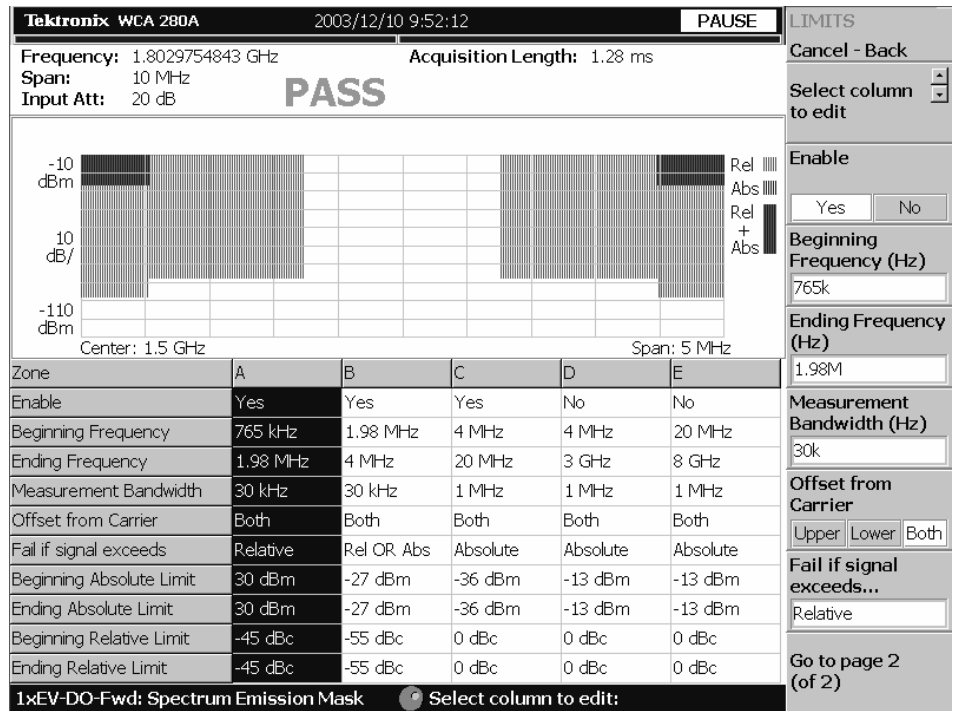 Tektronix WCA 280A 2003/12/10 9:52:12 PAUSE
Frequency: 1.8029754843 GHz Acquisition Length: 1.28 ms
Span: 10 MHz
Input Att: 20 dB
PASS
-10
dBm
10
dB/
-110
dBm
Rel
Abs
Rel
+
Abs
Center: 1.5 GHz Span: 5 MHz
Zone A B C D E
Enable Yes Yes Yes No No
Beginning Frequency 765 kHz 1.98 MHz 4 MHz 4 MHz 20 MHz
Ending Frequency 1.98 MHz 4 MHz 20 MHz 3 GHz 8 GHz
Measurement Bandwidth 30 kHz 30 kHz 1 MHz 1 MHz 1 MHz
Offset from Carrier Both Both Both Both Both
Fail if signal exceeds Relative Rel OR Abs Absolute Absolute Absolute
Beginning Absolute Limit 30 dBm -27 dBm -36 dBm -13 dBm -13 dBm
Ending Absolute Limit 30 dBm -27 dBm -36 dBm -13 dBm -13 dBm
Beginning Relative Limit -45 dBc -55 dBc 0 dBc 0 dBc 0 dBc
Ending Relative Limit -45 dBc -55 dBc 0 dBc 0 dBc 0 dBc
1xEV-DO-Fwd: Spectrum Emission Mask Select column to edit:
LIMITS
Cancel - Back
Select column
to edit
Enable
Yes No
Beginning
Frequency (Hz)
765k
Ending Frequency
(Hz)
1.98M
Measurement
Bandwidth (Hz)
30k
Offset from
Carrier
Upper Lower Both
Fail if signal
exceeds...
Relative
Go to page 2
(of 2)